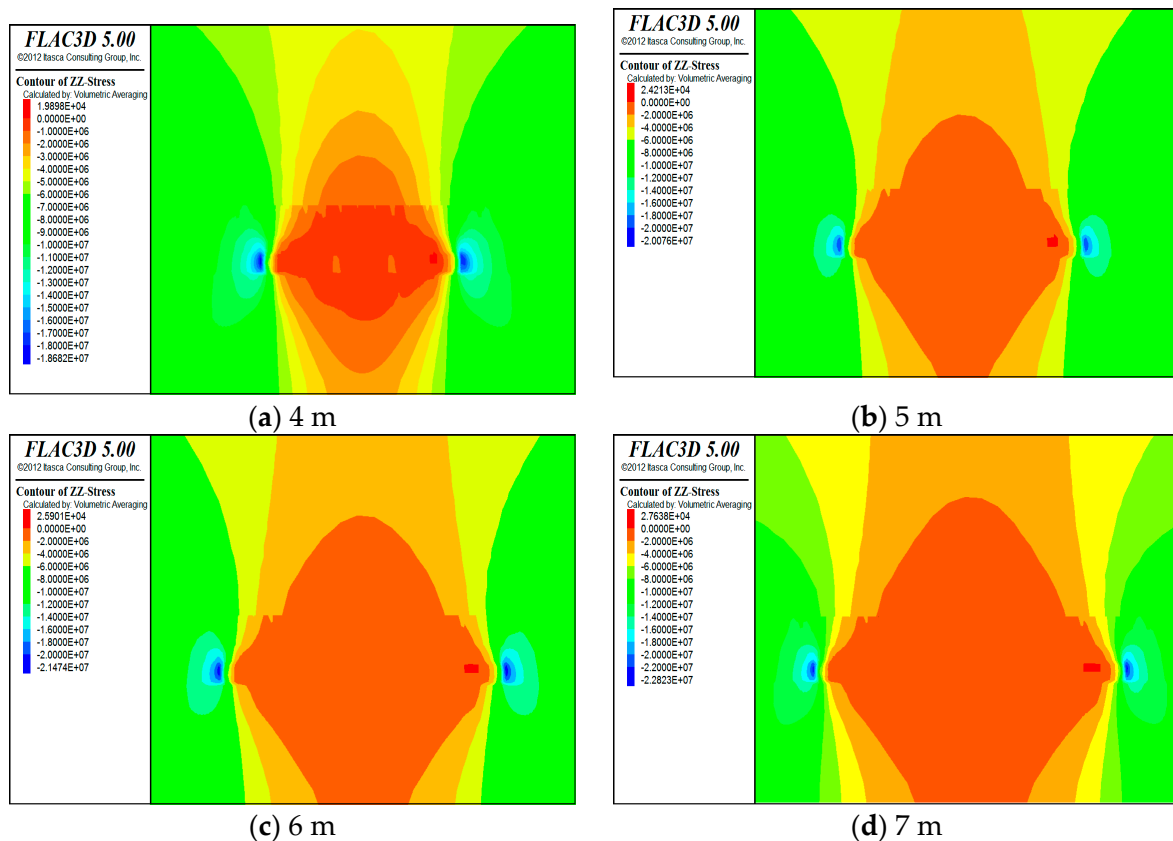 FLAC3D 5.00
©2012 Itasca Consulting Group, Inc.
Contour of ZZ-Stress
Calculated by: Volumetric Averaging
1.9898E+04
0.0000E+00
-1.0000E+06
-2.0000E+06
-3.0000E+06
-4.0000E+06
-5.0000E+06
-6.0000E+06
-7.0000E+06
-8.0000E+06
-9.0000E+06
-1.0000E+07
-1.1000E+07
-1.2000E+07
-1.3000E+07
-1.4000E+07
-1.5000E+07
-1.6000E+07
-1.7000E+07
-1.8000E+07
-1.8682E+07
(a) 4 m
FLAC3D 5.00
©2012 Itasca Consulting Group, Inc.
Contour of ZZ-Stress
Calculated by: Volumetric Averaging
2.4213E+04
0.0000E+00
-2.0000E+06
-4.0000E+06
-6.0000E+06
-8.0000E+06
-1.0000E+07
-1.2000E+07
-1.4000E+07
-1.6000E+07
-1.8000E+07
-2.0000E+07
-2.0076E+07
(b) 5 m
FLAC3D 5.00
©2012 Itasca Consulting Group, Inc.
Contour of ZZ-Stress
Calculated by: Volumetric Averaging
2.5901E+04
0.0000E+00
-2.0000E+06
-4.0000E+06
-6.0000E+06
-8.0000E+06
-1.0000E+07
-1.2000E+07
-1.4000E+07
-1.6000E+07
-1.8000E+07
-2.0000E+07
-2.1474E+07
(c) 6 m
FLAC3D 5.00
©2012 Itasca Consulting Group, Inc.
Contour of ZZ-Stress
Calculated by: Volumetric Averaging
2.7638E+04
0.0000E+00
-2.0000E+06
-4.0000E+06
-6.0000E+06
-8.0000E+06
-1.0000E+07
-1.2000E+07
-1.4000E+07
-1.6000E+07
-1.8000E+07
-2.0000E+07
-2.2000E+07
-2.2823E+07
(d) 7 m